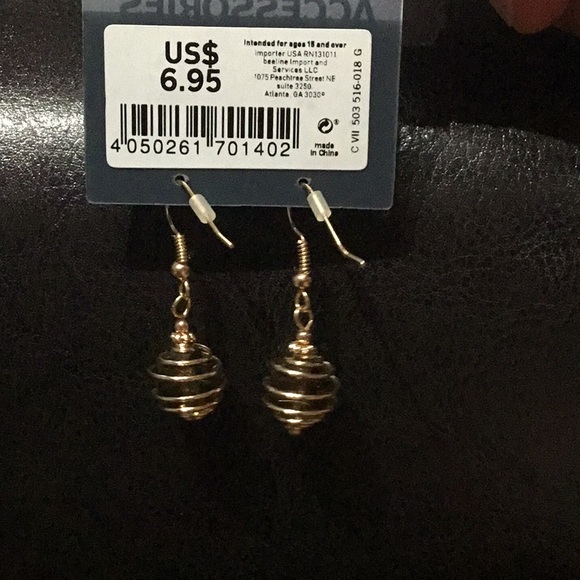 ACCESSORIES
US$
6.95
Intended for ages 15 and over
importer USA RN131011
beeline Import and
Services LLC
1075 Peachtree Street NE
suite 3250
Atlanta, GA
made
in China
4 050261 701402
C VII 503 516-018 G